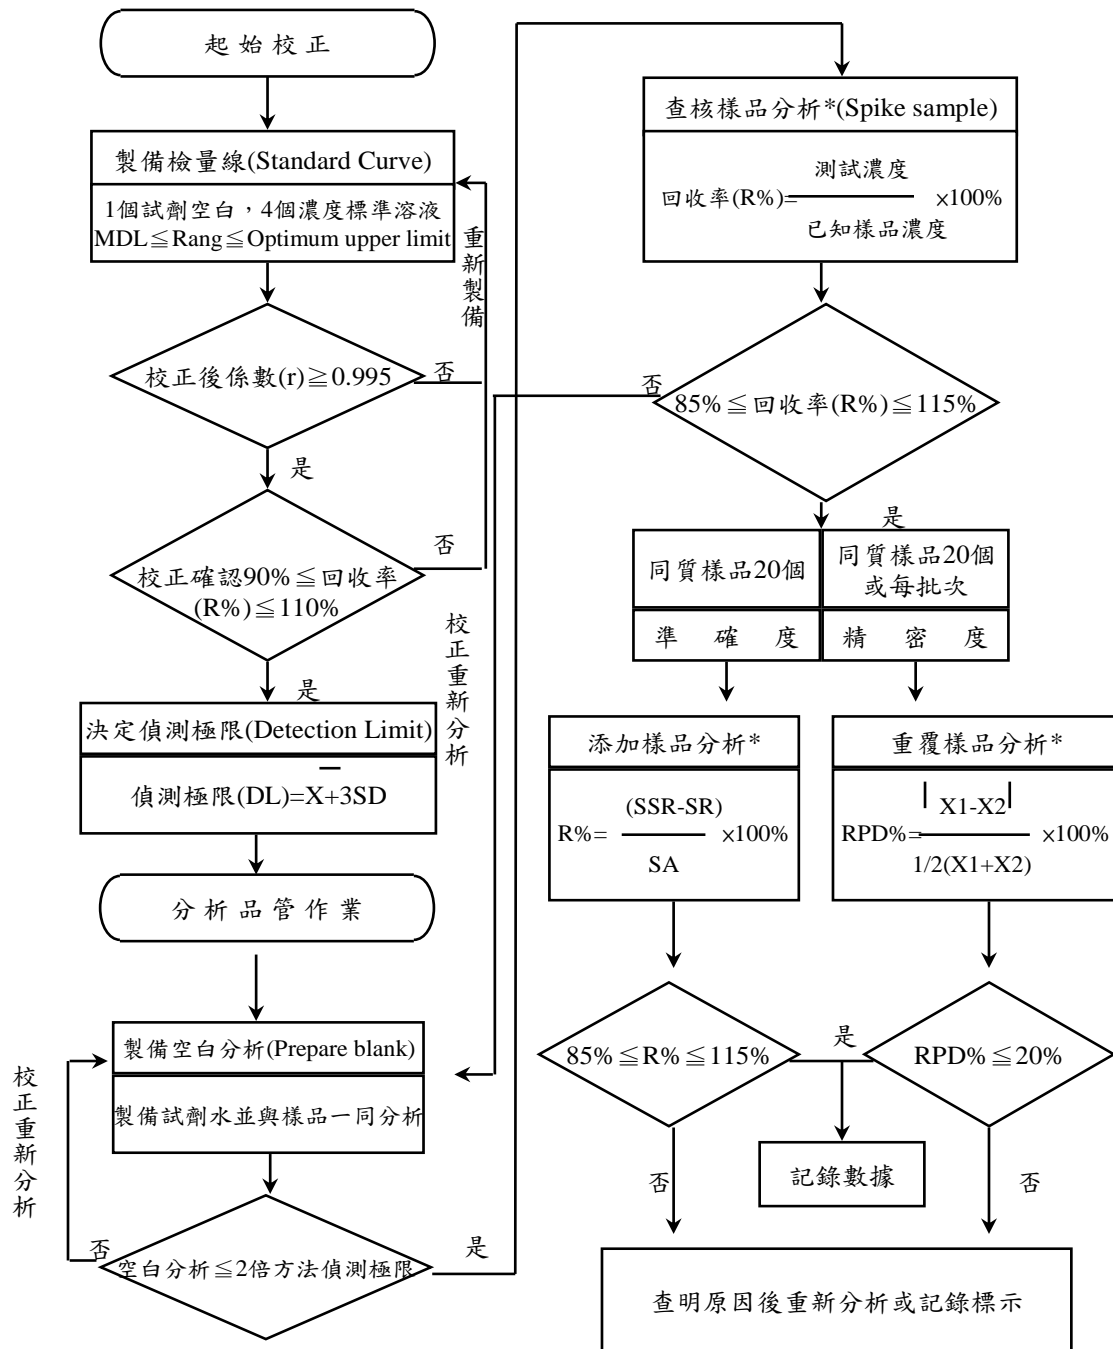 起始校正
製備檢量線(Standard Curve)
1個試劑空白，4個濃度標準溶液
MDL≦Rang≦Optimum upper limit
重新製備
校正後係數(r)≧0.995
否
是
校正確認90%≦回收率
(R%)≦110%
否
是
決定偵測極限(Detection Limit)
偵測極限(DL)=X̅+3SD
分析品管作業
製備空白分析(Prepare blank)
製備試劑水並與樣品一同分析
校正重新分析
否
空白分析≦2倍方法偵測極限
是
查核樣品分析*(Spike sample)
測試濃度
回收率(R%)= ×100%
已知樣品濃度
否
85%≦回收率(R%)≦115%
校正重新分析
是
同質樣品20個
同質樣品20個
或每批次
準 確 度
精 密 度
添加樣品分析*
(SSR-SR)
R%= ×100%
SA
重覆樣品分析*
|X1-X2|
RPD%= ×100%
1/2(X1+X2)
85%≦R%≦115%
是
RPD%≦20%
否
記錄數據
否
查明原因後重新分析或記錄標示